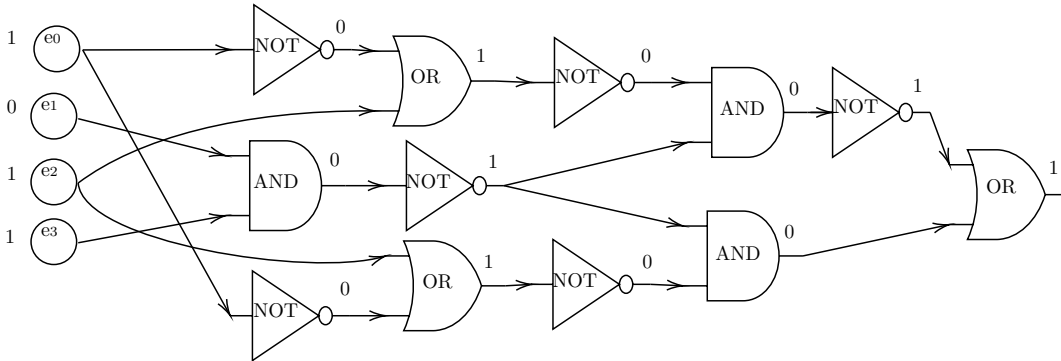 1 e0 NOT 0 OR 1 NOT 0 AND 0 NOT 1
0 e1 AND 0 NOT 1 OR 1
1 e2
1 e3 OR 1 NOT 0 AND 0
NOT 0